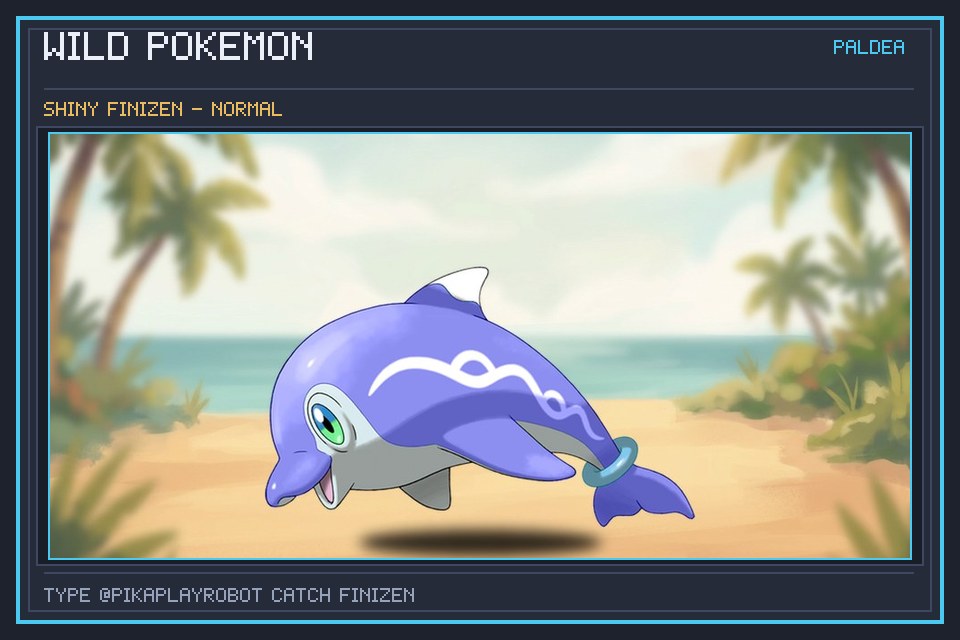 WILD POKEMON
PALDEA
SHINY FINIZEN - NORMAL
TYPE @PIKAPLAYROBOT CATCH FINIZEN